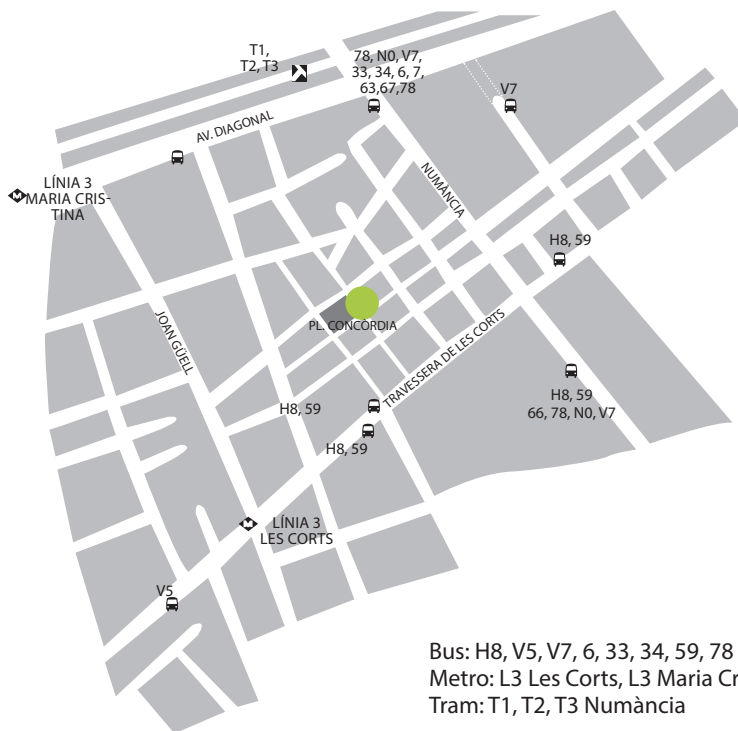 T1,
T2, T3
78, N0, V7,
33, 34, 6, 7,
63,67,78
V7
AV. DIAGONAL
LÍNIA 3
MARIA CRIS-
TINA
NUMÀNCIA
H8, 59
JOAN GÜELL
PL. CONCÒRDIA
TRAVESSERA DE LES CORTS
H8, 59
H8, 59
H8, 59
66, 78, N0, V7
LÍNIA 3
LES CORTS
V5
Bus: H8, V5, V7, 6, 33, 34, 59, 78
Metro: L3 Les Corts, L3 Maria Cr
Tram: T1, T2, T3 Numància